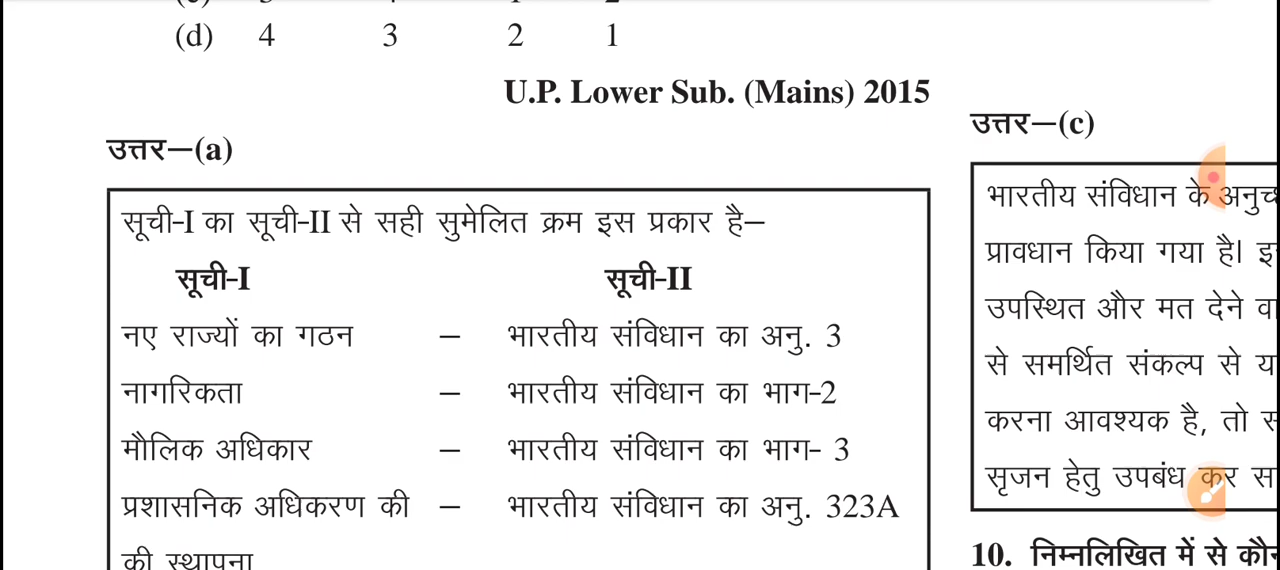 (d) 4 3 2 1
U.P. Lower Sub. (Mains) 2015
उत्तर–(a)
सूची-I का सूची-II से सही सुमेलित क्रम इस प्रकार है–
सूची-I सूची-II
नए राज्यों का गठन – भारतीय संविधान का अनु. 3
नागरिकता – भारतीय संविधान का भाग-2
मौलिक अधिकार – भारतीय संविधान का भाग- 3
प्रशासनिक अधिकरण की – भारतीय संविधान का अनु. 323A
की स्थापना
उत्तर–(c)
भारतीय संविधान के
प्रावधान किया गया है।
उपस्थित और मत देने
से समर्थित संकल्प से
करना आवश्यक है, तो
सृजन हेतु उपबंध कर
10. निम्नलिखित में से